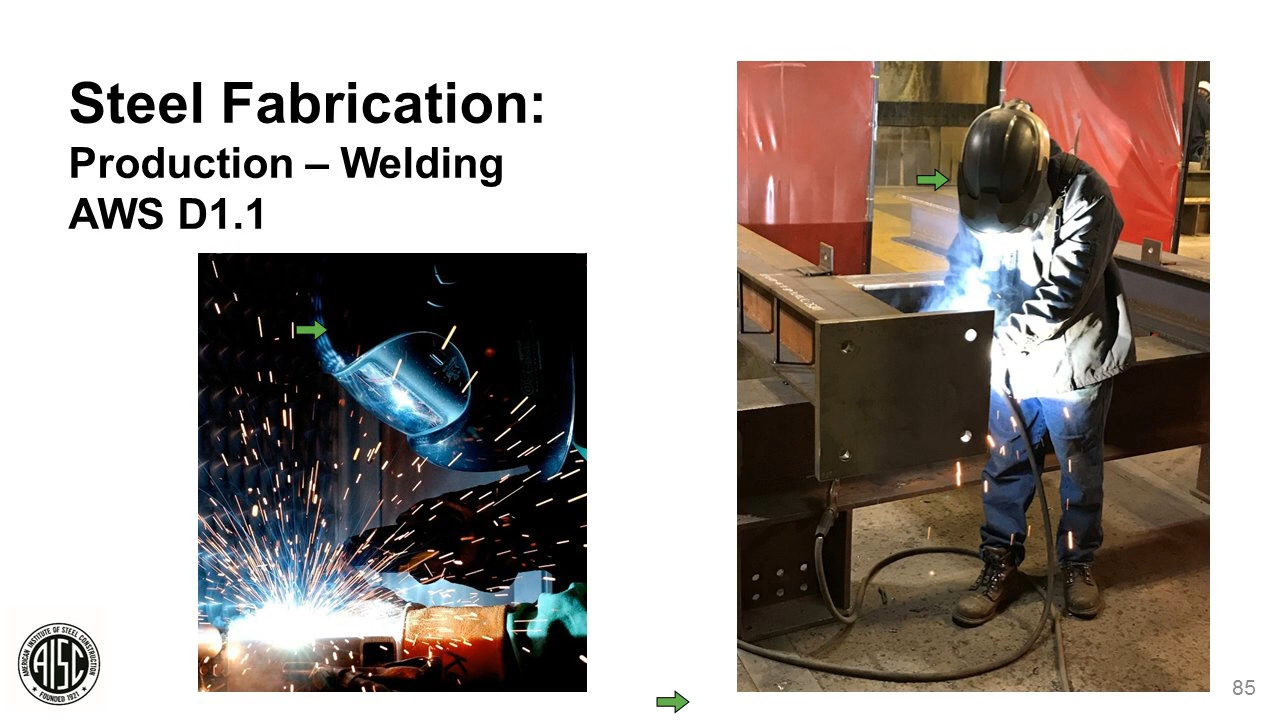 Steel Fabrication:
Production – Welding
AWS D1.1
AMERICAN INSTITUTE OF STEEL CONSTRUCTION
AISC
FOUNDED 1921
85